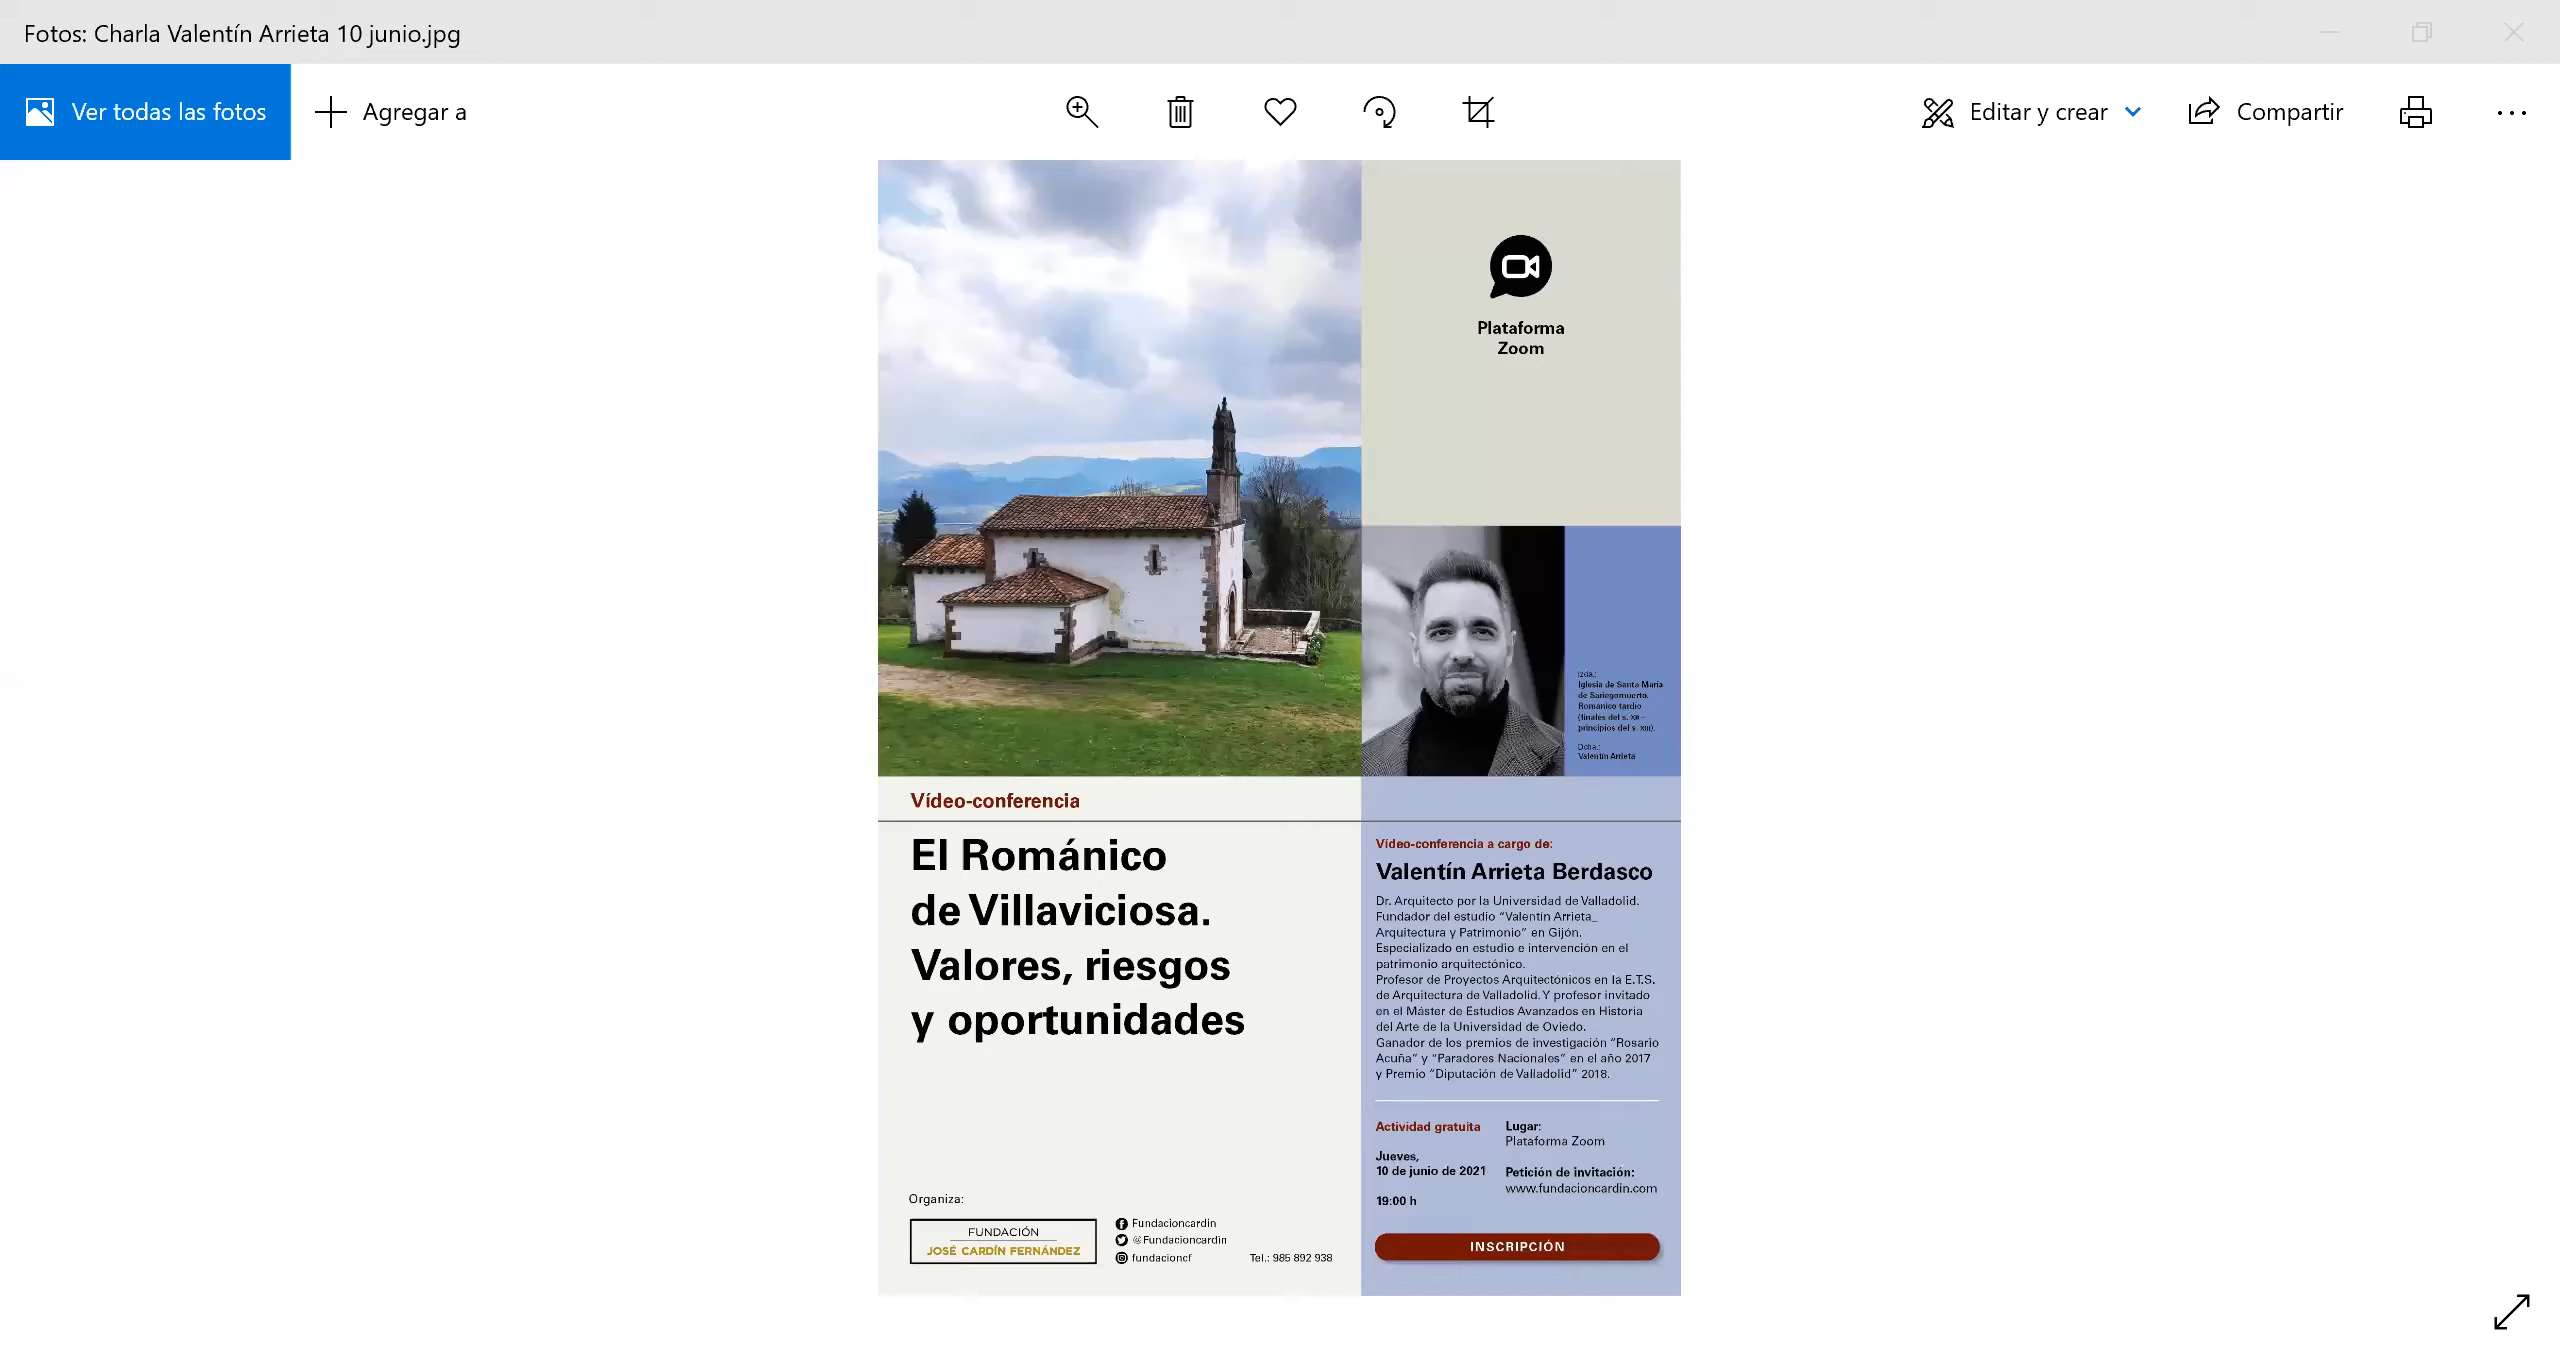 Fotos: Charla Valentín Arrieta 10 junio.jpg
Ver todas las fotos
Agregar a
Editar y crear
Compartir
Plataforma
Zoom
Izda.:
Iglesia de Santa María
de Sariegomuerto.
Románico tardío
(finales del s. XII –
principios del s. XIII).
Dcha.:
Valentín Arrieta
Vídeo-conferencia
El Románico
de Villaviciosa.
Valores, riesgos
y oportunidades
Organiza:
FUNDACIÓN
JOSÉ CARDÍN FERNÁNDEZ
Fundacioncardin
@Fundacioncardin
fundacioncf
Tel.: 985 892 938
Vídeo-conferencia a cargo de:
Valentín Arrieta Berdasco
Dr. Arquitecto por la Universidad de Valladolid.
Fundador del estudio “Valentín Arrieta_
Arquitectura y Patrimonio” en Gijón.
Especializado en estudio e intervención en el
patrimonio arquitectónico.
Profesor de Proyectos Arquitectónicos en la E.T.S.
de Arquitectura de Valladolid. Y profesor invitado
en el Máster de Estudios Avanzados en Historia
del Arte de la Universidad de Oviedo.
Ganador de los premios de investigación “Rosario
Acuña” y “Paradores Nacionales” en el año 2017
y Premio “Diputación de Valladolid” 2018.
Actividad gratuita
Jueves,
10 de junio de 2021
19:00 h
Lugar:
Plataforma Zoom
Petición de invitación:
www.fundacioncardin.com
INSCRIPCIÓN